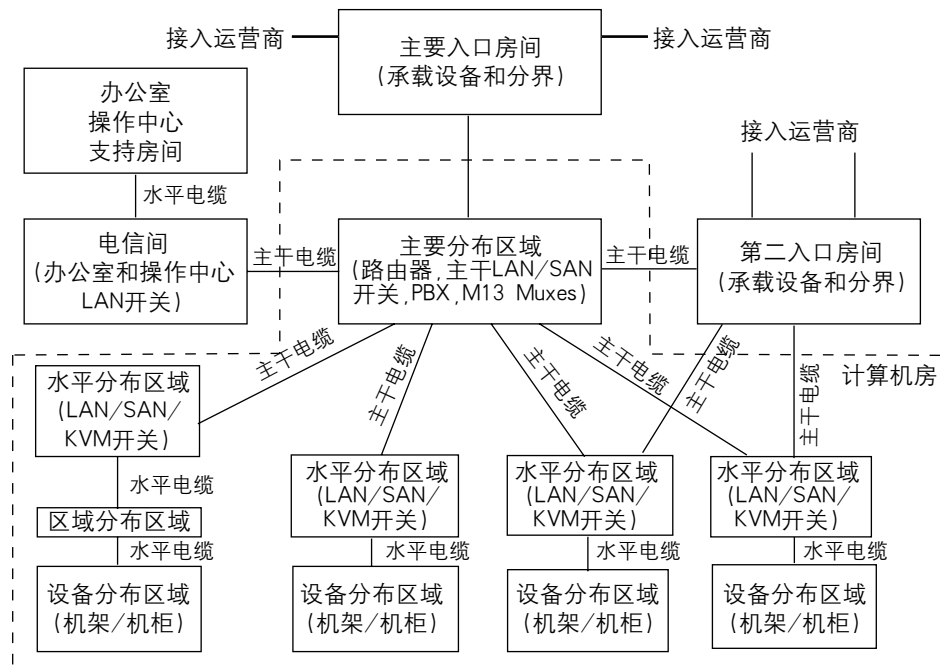 接入运营商
主要入口房间
(承载设备和分界)
接入运营商
办公室
操作中心
支持房间
接入运营商
水平电缆
电信间
(办公室和操作中心
LAN开关)
主干电缆
主要分布区域
(路由器,主干LAN/SAN
开关,PBX,M13 Muxes)
主干电缆
第二入口房间
(承载设备和分界)
主干电缆
主干电缆
主干电缆
主干电缆
主干电缆
主干电缆
计算机房
水平分布区域
(LAN/SAN/
KVM开关)
水平分布区域
(LAN/SAN/
KVM开关)
水平分布区域
(LAN/SAN/
KVM开关)
水平分布区域
(LAN/SAN/
KVM开关)
水平电缆
区域分布区域
水平电缆
水平电缆
水平电缆
水平电缆
设备分布区域
(机架/机柜)
设备分布区域
(机架/机柜)
设备分布区域
(机架/机柜)
设备分布区域
(机架/机柜)